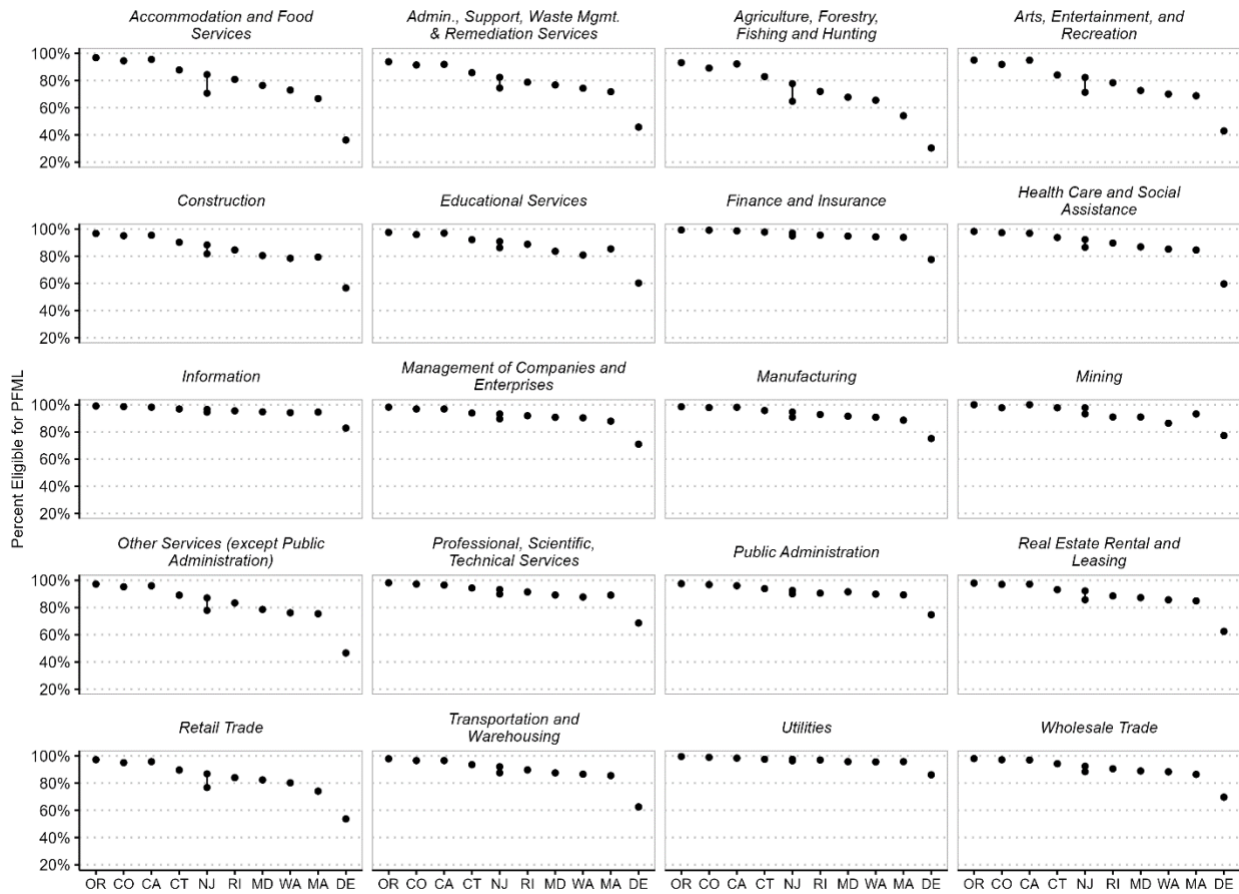 Percent Eligible for PFML
Accommodation and Food
Services
Admin., Support, Waste Mgmt.
& Remediation Services
Agriculture, Forestry,
Fishing and Hunting
Arts, Entertainment, and
Recreation
100%
80%
60%
40%
20%
Construction
Educational Services
Finance and Insurance
Health Care and Social
Assistance
100%
80%
60%
40%
20%
Information
Management of Companies and
Enterprises
Manufacturing
Mining
100%
80%
60%
40%
20%
Other Services (except Public
Administration)
Professional, Scientific,
Technical Services
Public Administration
Real Estate Rental and
Leasing
100%
80%
60%
40%
20%
Retail Trade
Transportation and
Warehousing
Utilities
Wholesale Trade
100%
80%
60%
40%
20%
OR CO CA CT NJ RI MD WA MA DE
OR CO CA CT NJ RI MD WA MA DE
OR CO CA CT NJ RI MD WA MA DE
OR CO CA CT NJ RI MD WA MA DE